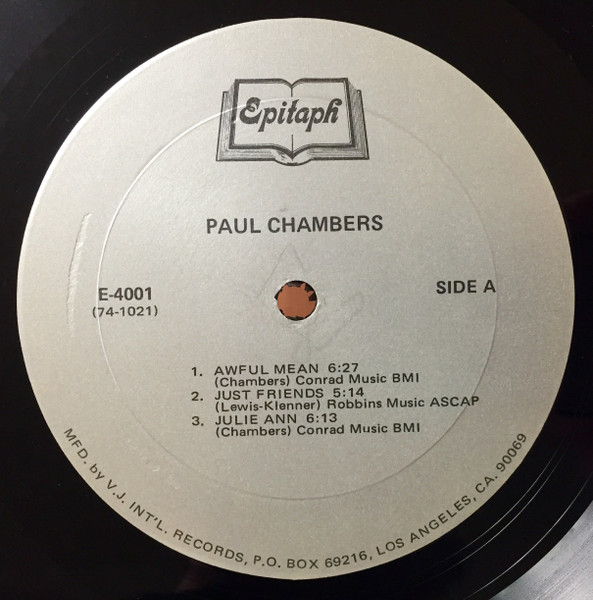 Epitaph
PAUL CHAMBERS
E-4001
(74-1021)
SIDE A
1. AWFUL MEAN 6:27
(Chambers) Conrad Music BMI
2. JUST FRIENDS 5:14
(Lewis-Klenner) Robbins Music ASCAP
3. JULIE ANN 6:13
(Chambers) Conrad Music BMI
MFD. by V.J. INT'L. RECORDS, P.O. BOX 69216, LOS ANGELES, CA. 90069